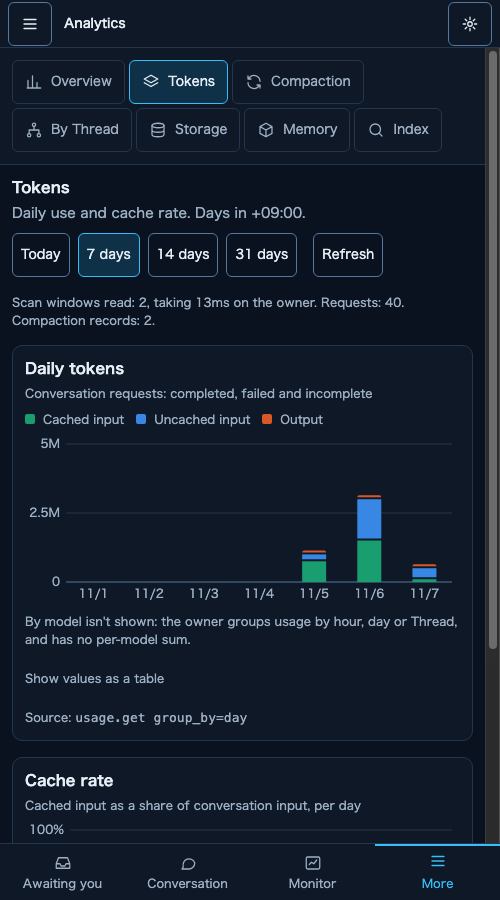 Analytics
Overview
Tokens
Compaction
By Thread
Storage
Memory
Index
Tokens
Daily use and cache rate. Days in +09:00.
Today
7 days
14 days
31 days
Refresh
Scan windows read: 2, taking 13ms on the owner. Requests: 40.
Compaction records: 2.
Daily tokens
Conversation requests: completed, failed and incomplete
Cached input
Uncached input
Output
5M
2.5M
0
11/1
11/2
11/3
11/4
11/5
11/6
11/7
By model isn't shown: the owner groups usage by hour, day or Thread,
and has no per-model sum.
Show values as a table
Source: usage.get group_by=day
Cache rate
Cached input as a share of conversation input, per day
100%
Awaiting you
Conversation
Monitor
More